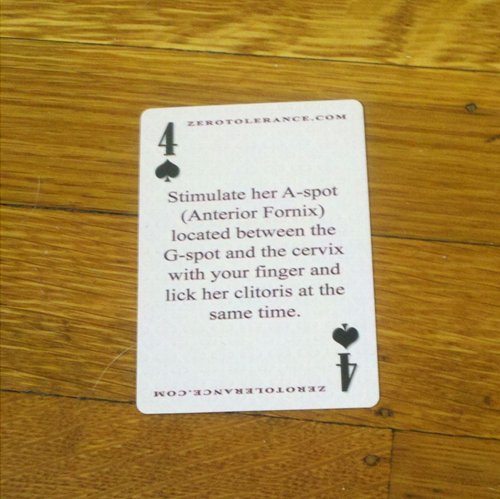 4 ZEROTOLERANCE.COM
Stimulate her A-spot
(Anterior Fornix)
located between the
G-spot and the cervix
with your finger and
lick her clitoris at the
same time.
4
ZEROTOLERANCE.COM